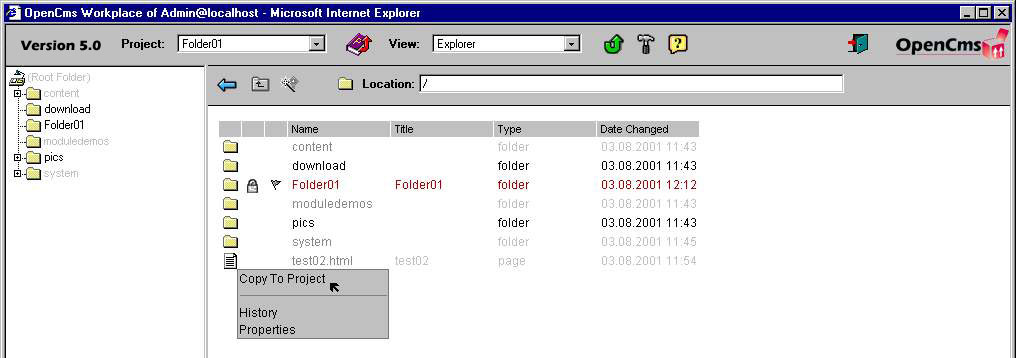 OpenCms Workplace of Admin@localhost - Microsoft Internet Explorer
Version 5.0 Project: Folder01 View: Explorer ? OpenCms
(Root Folder)
content
download
Folder01
moduledemos
pics
system
Location: /
Name Title Type Date Changed
content folder 03.08.2001 11:43
download folder 03.08.2001 11:43
Folder01 Folder01 folder 03.08.2001 12:12
moduledemos folder 03.08.2001 11:43
pics folder 03.08.2001 11:43
system folder 03.08.2001 11:45
test02.html test02 page 03.08.2001 11:54
Copy To Project
History
Properties